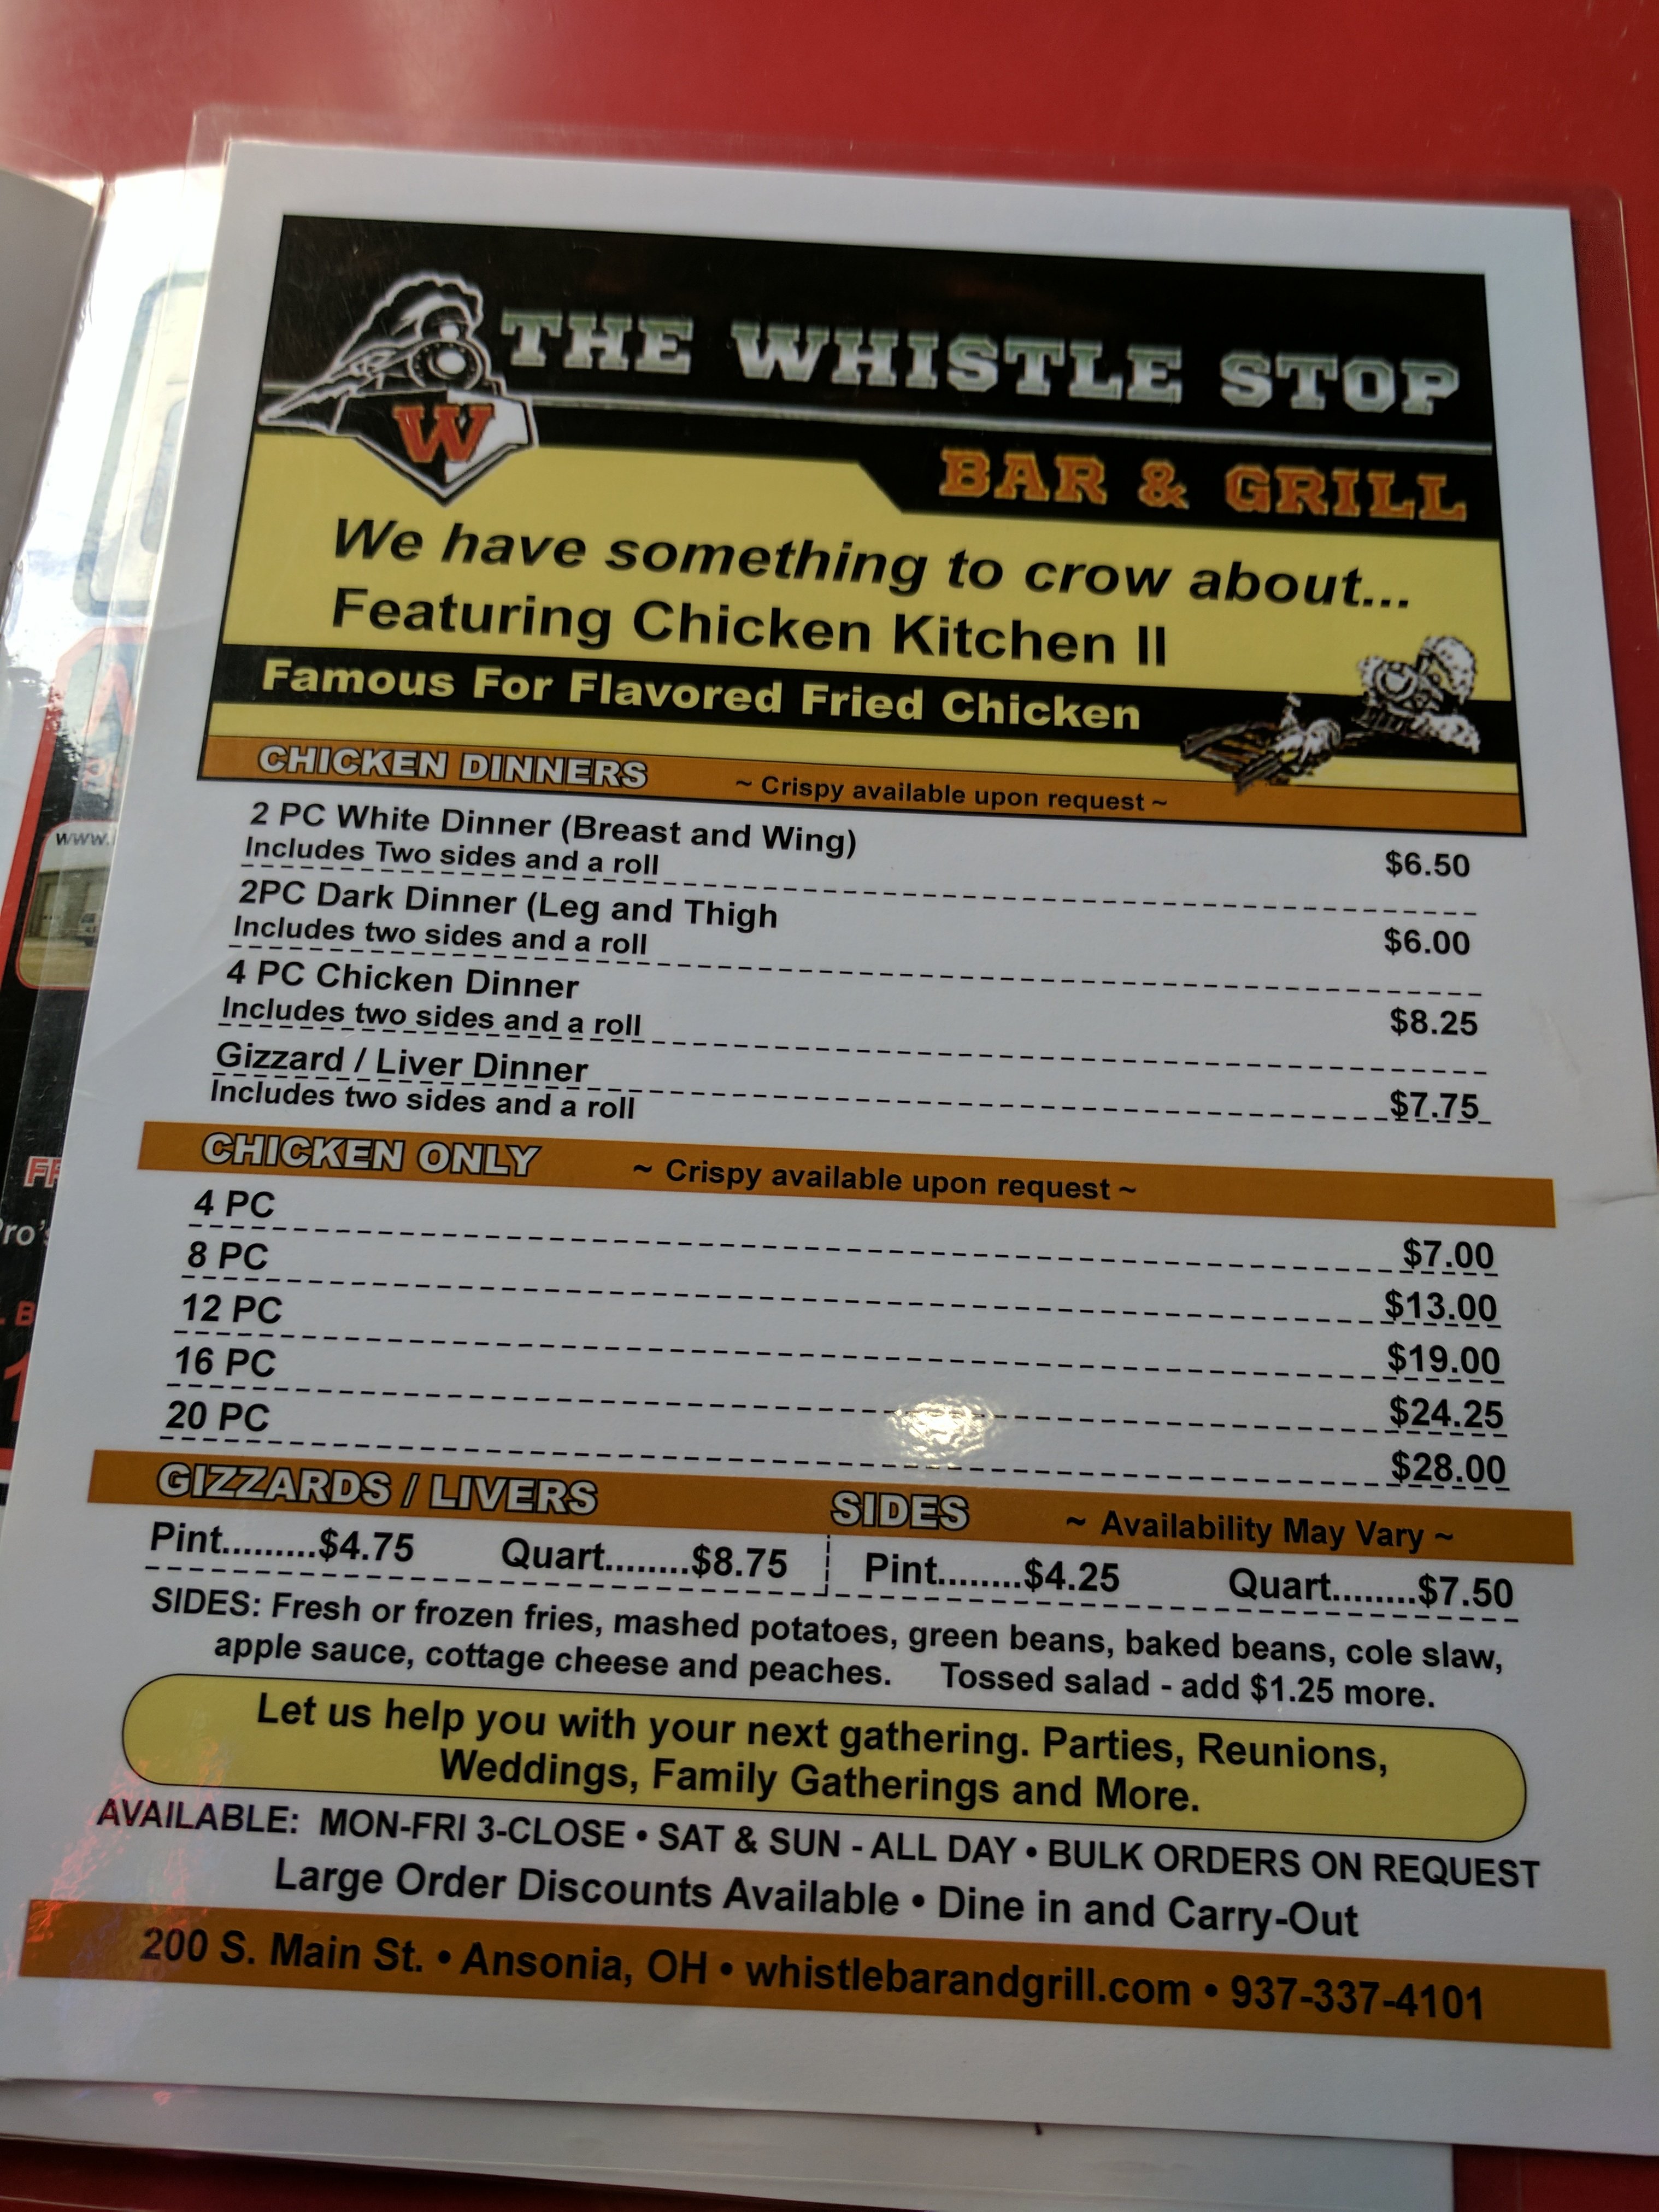 THE WHISTLE STOP
W
BAR & GRILL
We have something to crow about...
Featuring Chicken Kitchen II
Famous For Flavored Fried Chicken
CHICKEN DINNERS ~ Crispy available upon request ~
2 PC White Dinner (Breast and Wing)
Includes Two sides and a roll $6.50
2PC Dark Dinner (Leg and Thigh
Includes two sides and a roll $6.00
4 PC Chicken Dinner
Includes two sides and a roll $8.25
Gizzard / Liver Dinner
Includes two sides and a roll $7.75
CHICKEN ONLY ~ Crispy available upon request ~
4 PC $7.00
8 PC $13.00
12 PC $19.00
16 PC $24.25
20 PC $28.00
GIZZARDS / LIVERS SIDES ~ Availability May Vary ~
Pint.........$4.75 Quart........$8.75 Pint........$4.25 Quart........$7.50
SIDES: Fresh or frozen fries, mashed potatoes, green beans, baked beans, cole slaw,
apple sauce, cottage cheese and peaches. Tossed salad - add $1.25 more.
Let us help you with your next gathering. Parties, Reunions,
Weddings, Family Gatherings and More.
AVAILABLE: MON-FRI 3-CLOSE • SAT & SUN - ALL DAY • BULK ORDERS ON REQUEST
Large Order Discounts Available • Dine in and Carry-Out
200 S. Main St. • Ansonia, OH • whistlebarandgrill.com • 937-337-4101
www.